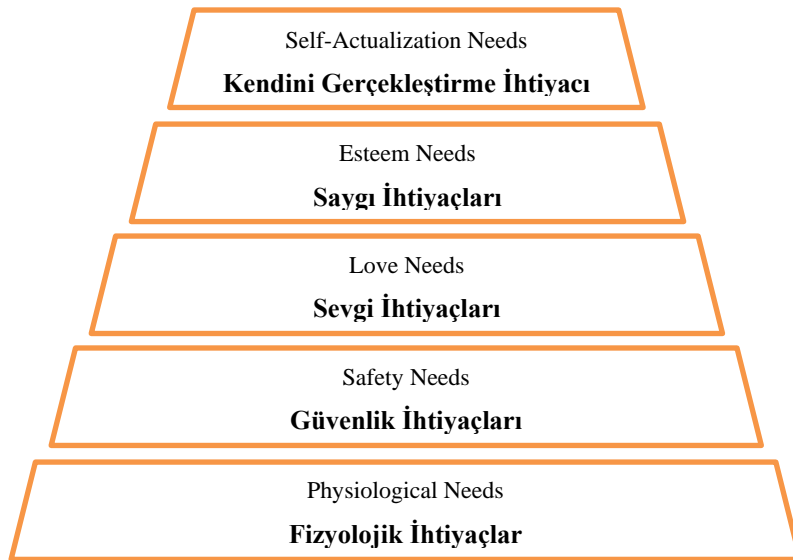 Self-Actualization Needs
Kendini Gerçekleştirme İhtiyacı
Esteem Needs
Saygı İhtiyaçları
Love Needs
Sevgi İhtiyaçları
Safety Needs
Güvenlik İhtiyaçları
Physiological Needs
Fizyolojik İhtiyaçlar